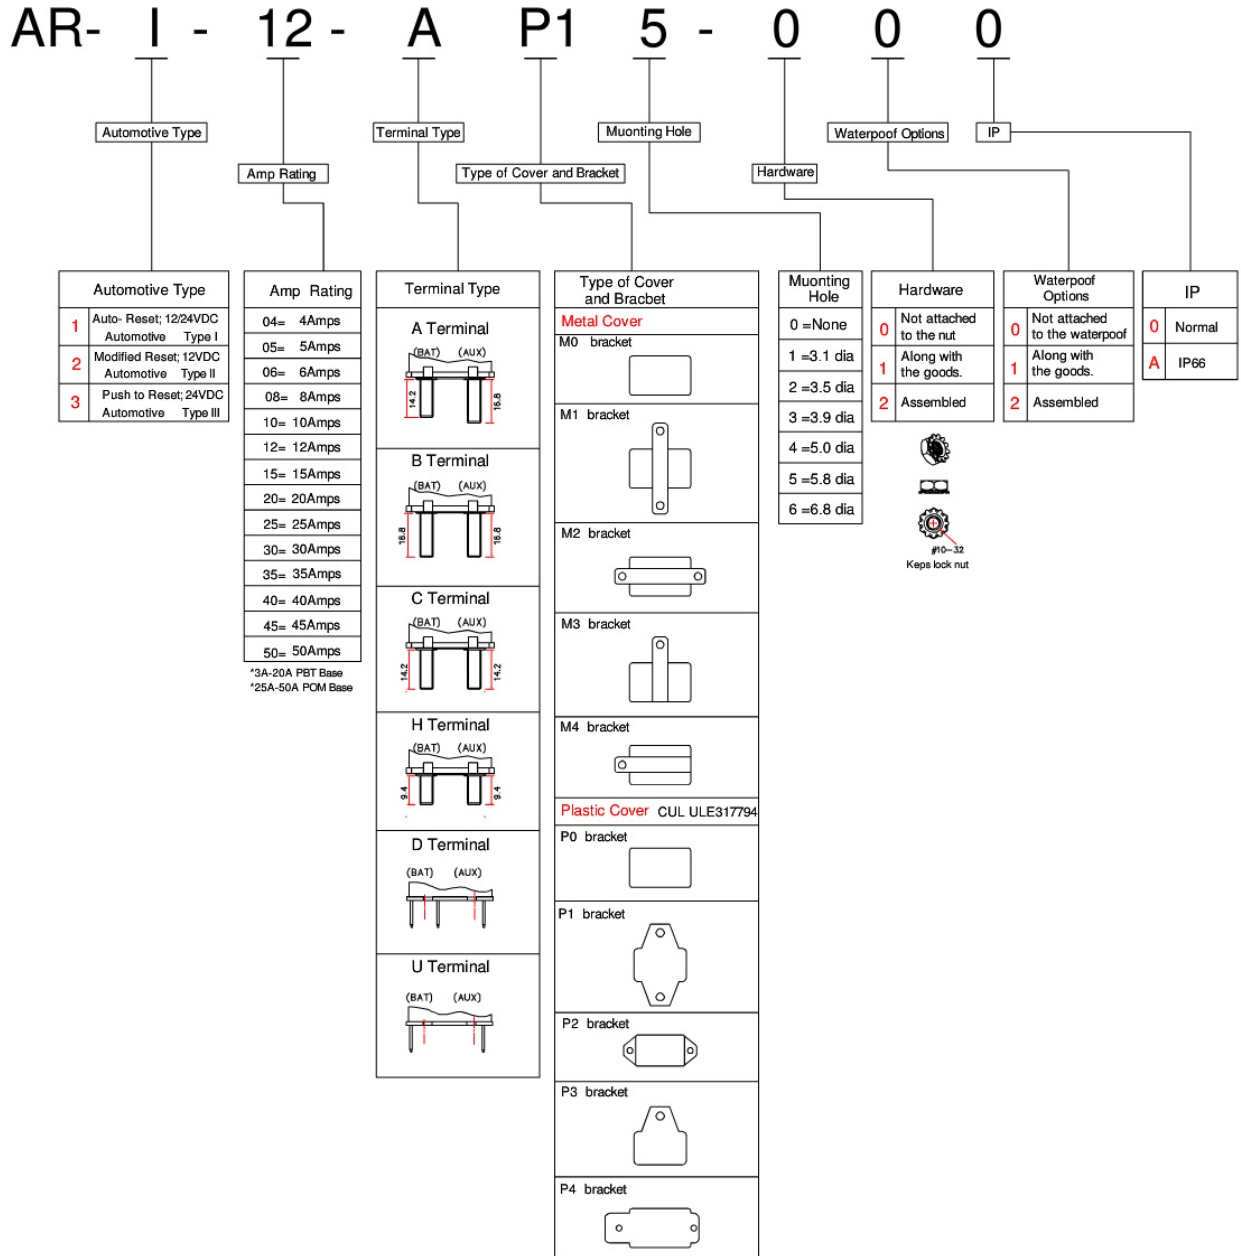 AR- I - 12 - A P1 5 - 0 0 0
Automotive Type
Terminal Type
Muonting Hole
Waterpoof Options
IP
Amp Rating
Type of Cover and Bracket
Hardware
Automotive Type
1 Auto- Reset; 12/24VDC
Automotive Type I
2 Modified Reset; 12VDC
Automotive Type II
3 Push to Reset; 24VDC
Automotive Type III
Amp Rating
04= 4Amps
05= 5Amps
06= 6Amps
08= 8Amps
10= 10Amps
12= 12Amps
15= 15Amps
20= 20Amps
25= 25Amps
30= 30Amps
35= 35Amps
40= 40Amps
45= 45Amps
50= 50Amps
*3A-20A PBT Base
*25A-50A POM Base
Terminal Type
A Terminal
(BAT) (AUX)
14.2 16.8
B Terminal
(BAT) (AUX)
16.8 16.8
C Terminal
(BAT) (AUX)
14.2 14.2
H Terminal
(BAT) (AUX)
9.4 9.4
D Terminal
(BAT) (AUX)
U Terminal
(BAT) (AUX)
Type of Cover
and Bracbet
Metal Cover
M0 bracket
M1 bracket
M2 bracket
M3 bracket
M4 bracket
Plastic Cover CUL ULE317794
P0 bracket
P1 bracket
P2 bracket
P3 bracket
P4 bracket
Muonting
Hole
0 =None
1 =3.1 dia
2 =3.5 dia
3 =3.9 dia
4 =5.0 dia
5 =5.8 dia
6 =6.8 dia
Hardware
0 Not attached
to the nut
1 Along with
the goods.
2 Assembled
#10-32
Keps lock nut
Waterpoof
Options
0 Not attached
to the waterpoof
1 Along with
the goods.
2 Assembled
IP
0 Normal
A IP66